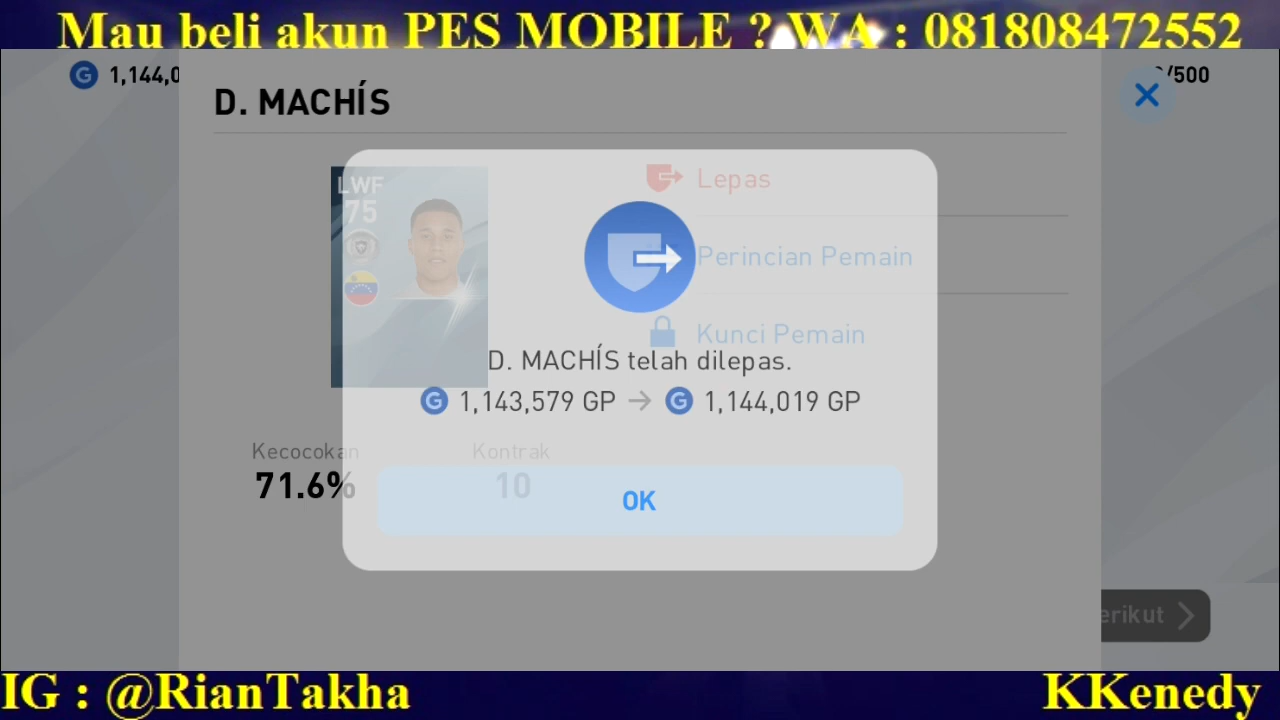 Mau beli akun PES MOBILE ? WA : 081808472552
1,144,0
/500
D. MACHÍS
LWF
75
Lepas
Perincian Pemain
Kunci Pemain
D. MACHÍS telah dilepas.
1,143,579 GP → 1,144,019 GP
Kecocokan
Kontrak
71.6%
10
OK
erikut
IG : @RianTakha
KKenedy